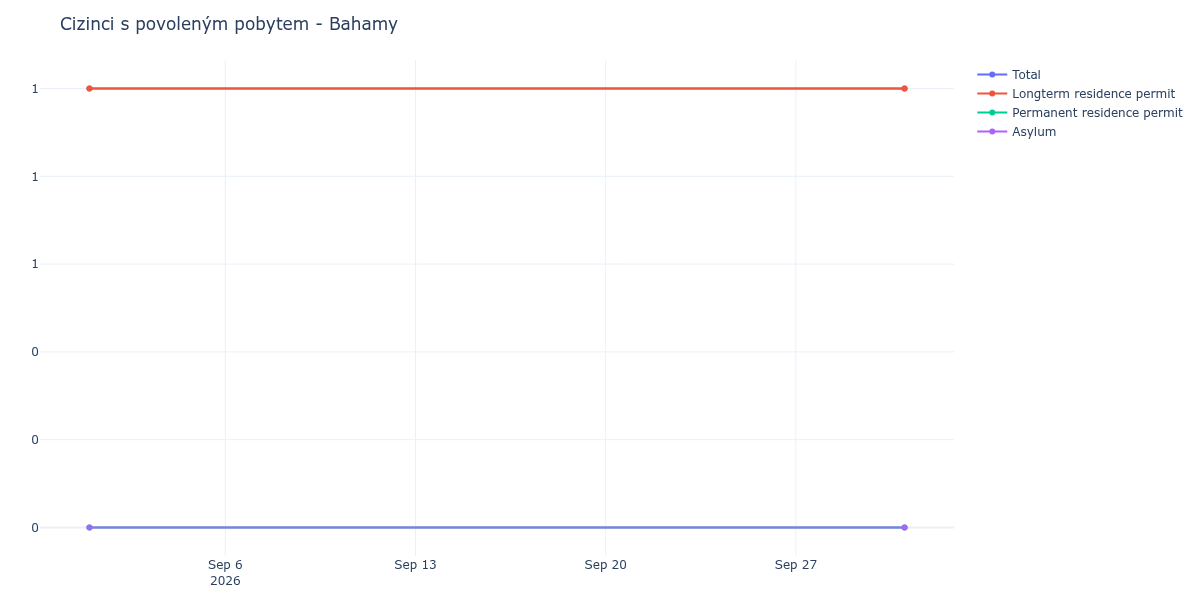 Cizinci s povoleným pobytem - Bahamy
Total
Longterm residence permit
Permanent residence permit
Asylum
1
1
1
0
0
0
Sep 6
2026
Sep 13
Sep 20
Sep 27